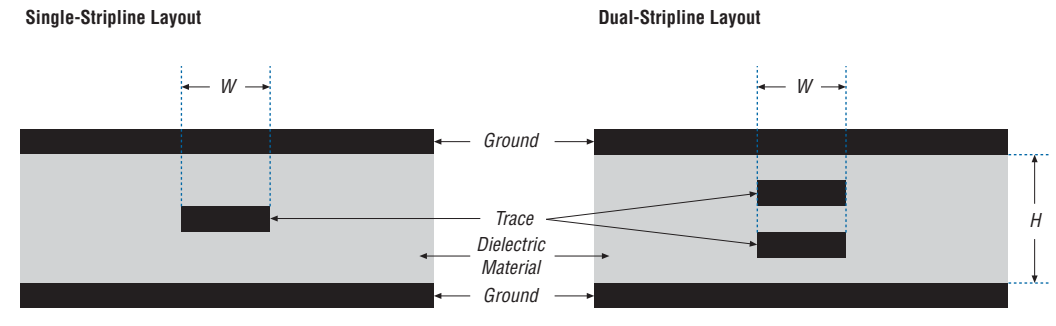 Single-Stripline Layout
Dual-Stripline Layout
W
W
Ground
Trace
H
Dielectric
Material
Ground